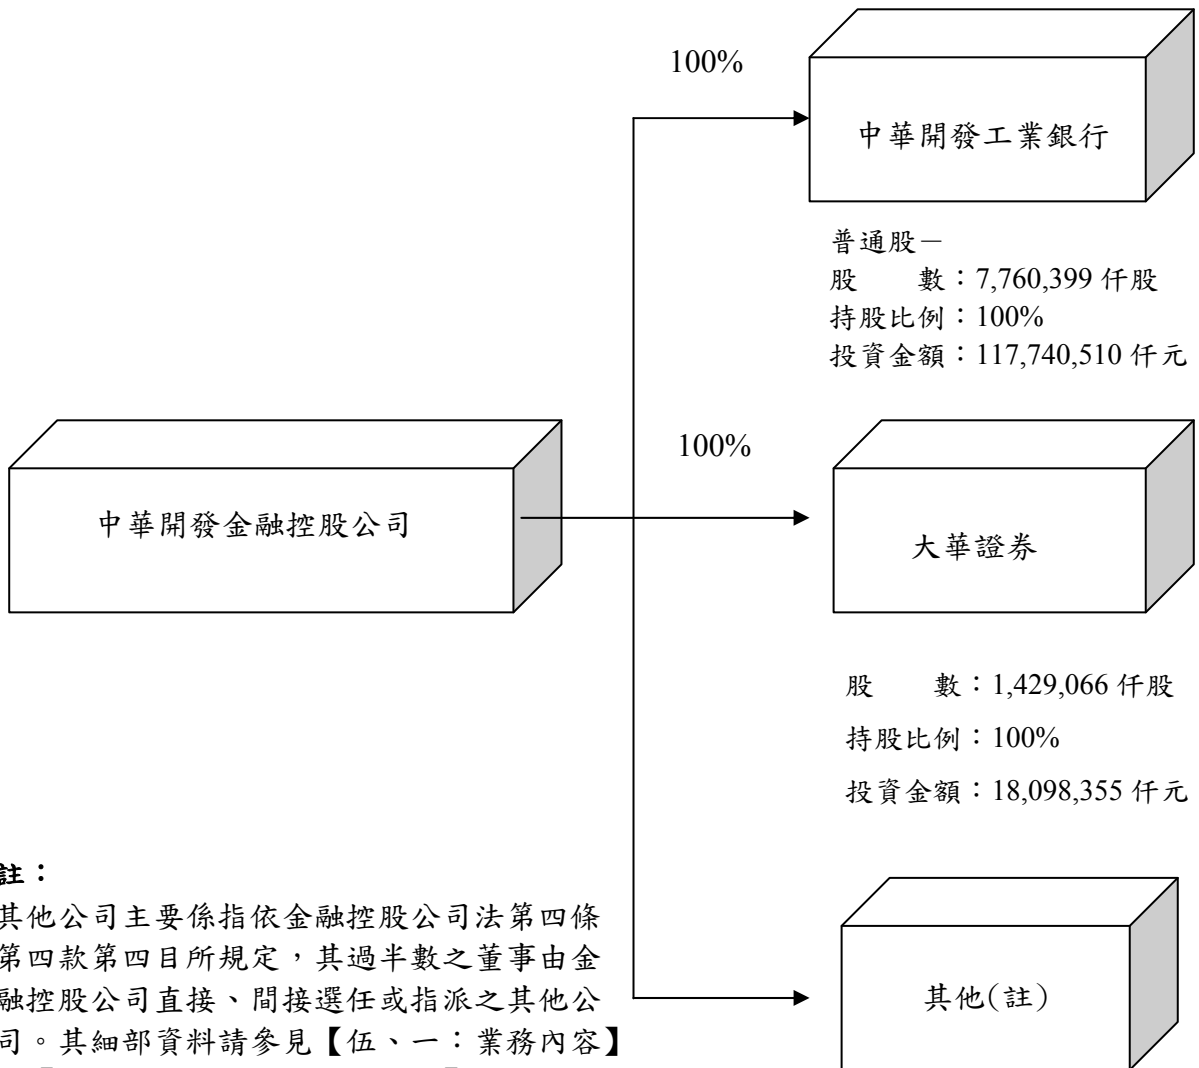 100%
中華開發工業銀行
普通股－
股　　數：7,760,399 仟股
持股比例：100%
投資金額：117,740,510 仟元
100%
中華開發金融控股公司
大華證券
股　　數：1,429,066 仟股
持股比例：100%
投資金額：18,098,355 仟元
註：
其他公司主要係指依金融控股公司法第四條
第四款第四目所規定，其過半數之董事由金
融控股公司直接、間接選任或指派之其他公
司。其細部資料請參見【伍、一：業務內容】
其他(註)